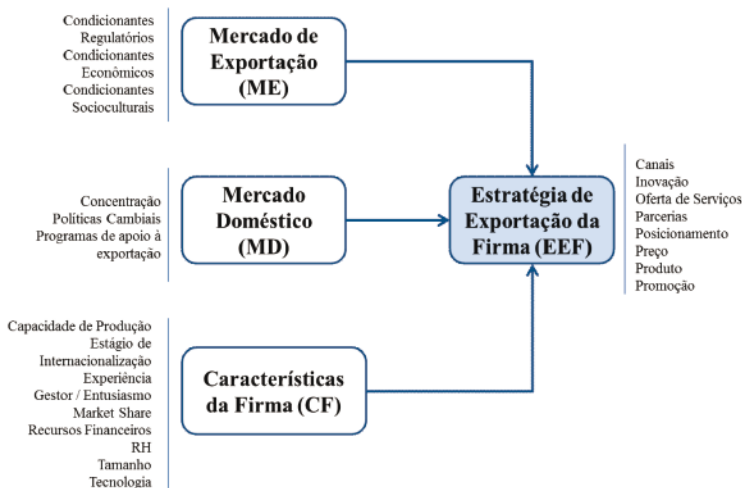 Condicionantes
Regulatórios
Condicionantes
Econômicos
Condicionantes
Socioculturais
Mercado de
Exportação
(ME)
Concentração
Políticas Cambiais
Programas de apoio à
exportação
Mercado
Doméstico
(MD)
Estratégia de
Exportação da
Firma (EEF)
Canais
Inovação
Oferta de Serviços
Parcerias
Posicionamento
Preço
Produto
Promoção
Capacidade de Produção
Estágio de
Internacionalização
Experiência
Gestor / Entusiasmo
Market Share
Recursos Financeiros
RH
Tamanho
Tecnologia
Características
da Firma (CF)